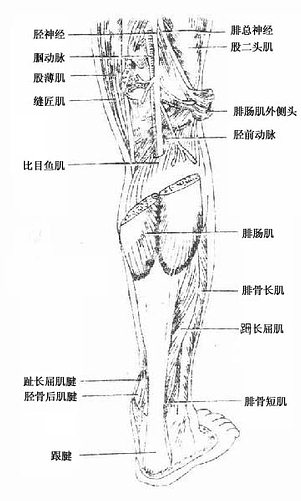 胫神经
腘动脉
股薄肌
缝匠肌
比目鱼肌
趾长屈肌腱
胫骨后肌腱
跟腱
腓总神经
股二头肌
腓肠肌外侧头
胫前动脉
腓肠肌
腓骨长肌
长屈肌
腓骨短肌